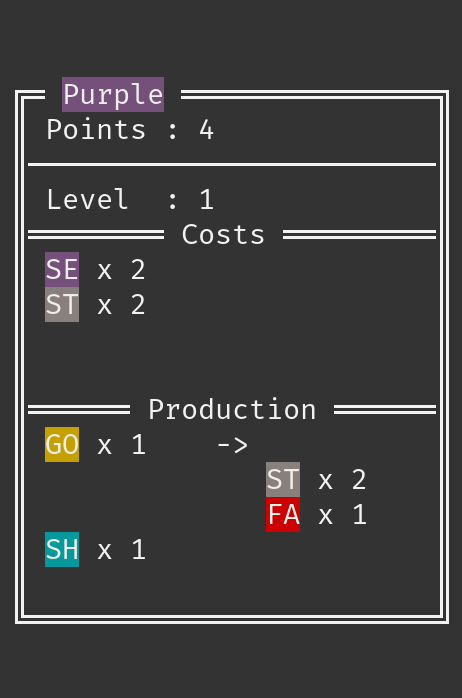 Purple
Points : 4
Level  : 1
Costs
SE x 2
ST x 2
Production
GO x 1    ->
ST x 2
FA x 1
SH x 1